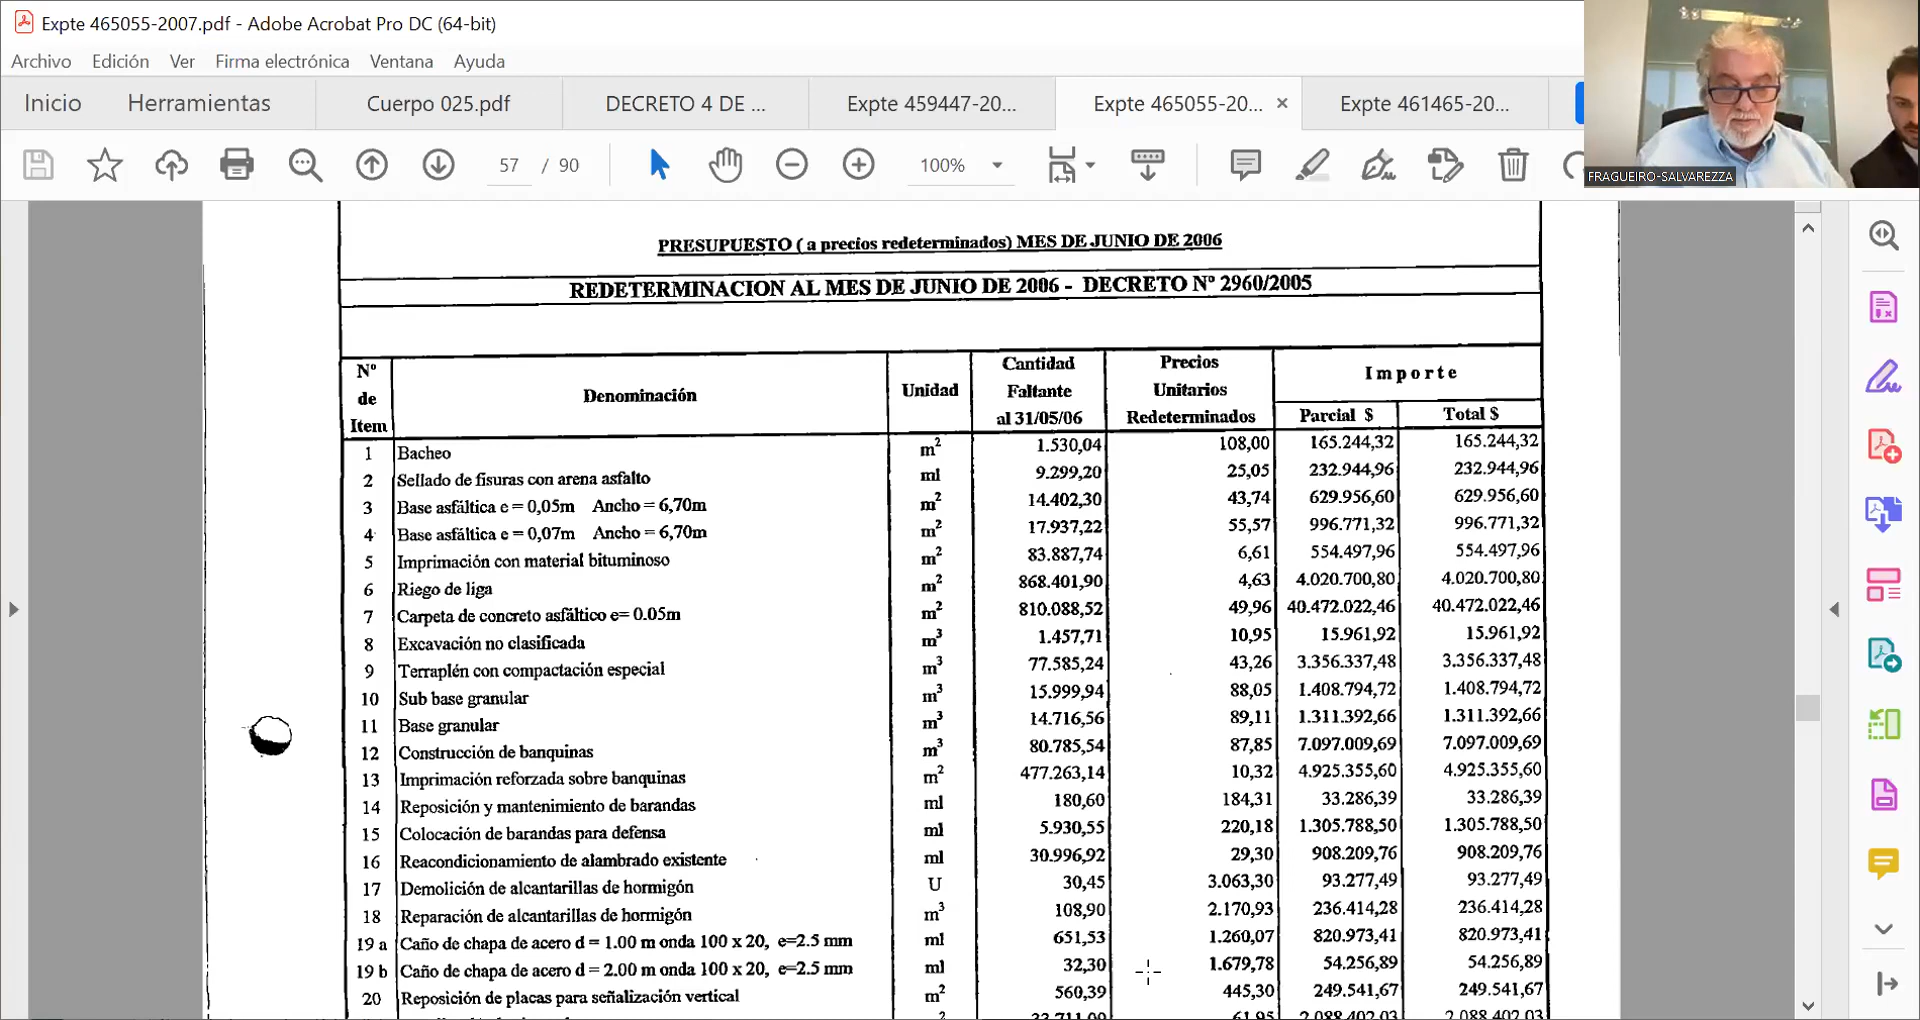 Expte 465055-2007.pdf - Adobe Acrobat Pro DC (64-bit)
Archivo Edición Ver Firma electrónica Ventana Ayuda
Inicio Herramientas Cuerpo 025.pdf DECRETO 4 DE ... Expte 459447-20... Expte 465055-20... × Expte 461465-20...
57 / 90 100%
FRAGUEIRO-SALVAREZZA
PRESUPUESTO ( a precios redeterminados) MES DE JUNIO DE 2006
REDETERMINACION AL MES DE JUNIO DE 2006 - DECRETO Nº 2960/2005
Nº de Item Denominación Unidad Cantidad Faltante al 31/05/06 Precios Unitarios Redeterminados Importe Parcial $ Total $
1 Bacheo m² 1.530,04 108,00 165.244,32 165.244,32
2 Sellado de fisuras con arena asfalto ml 9.299,20 25,05 232.944,96 232.944,96
3 Base asfáltica e = 0,05m Ancho = 6,70m m² 14.402,30 43,74 629.956,60 629.956,60
4 Base asfáltica e = 0,07m Ancho = 6,70m m² 17.937,22 55,57 996.771,32 996.771,32
5 Imprimación con material bituminoso m² 83.887,74 6,61 554.497,96 554.497,96
6 Riego de liga m² 868.401,90 4,63 4.020.700,80 4.020.700,80
7 Carpeta de concreto asfáltico e= 0.05m m² 810.088,52 49,96 40.472.022,46 40.472.022,46
8 Excavación no clasificada m³ 1.457,71 10,95 15.961,92 15.961,92
9 Terraplén con compactación especial m³ 77.585,24 43,26 3.356.337,48 3.356.337,48
10 Sub base granular m³ 15.999,94 88,05 1.408.794,72 1.408.794,72
11 Base granular m³ 14.716,56 89,11 1.311.392,66 1.311.392,66
12 Construcción de banquinas m³ 80.785,54 87,85 7.097.009,69 7.097.009,69
13 Imprimación reforzada sobre banquinas m² 477.263,14 10,32 4.925.355,60 4.925.355,60
14 Reposición y mantenimiento de barandas ml 180,60 184,31 33.286,39 33.286,39
15 Colocación de barandas para defensa ml 5.930,55 220,18 1.305.788,50 1.305.788,50
16 Reacondicionamiento de alambrado existente ml 30.996,92 29,30 908.209,76 908.209,76
17 Demolición de alcantarillas de hormigón U 30,45 3.063,30 93.277,49 93.277,49
18 Reparación de alcantarillas de hormigón m³ 108,90 2.170,93 236.414,28 236.414,28
19 a Caño de chapa de acero d = 1.00 m onda 100 x 20, e=2.5 mm ml 651,53 1.260,07 820.973,41 820.973,41
19 b Caño de chapa de acero d = 2.00 m onda 100 x 20, e=2.5 mm ml 32,30 1.679,78 54.256,89 54.256,89
20 Reposición de placas para señalización vertical m² 560,39 445,30 249.541,67 249.541,67